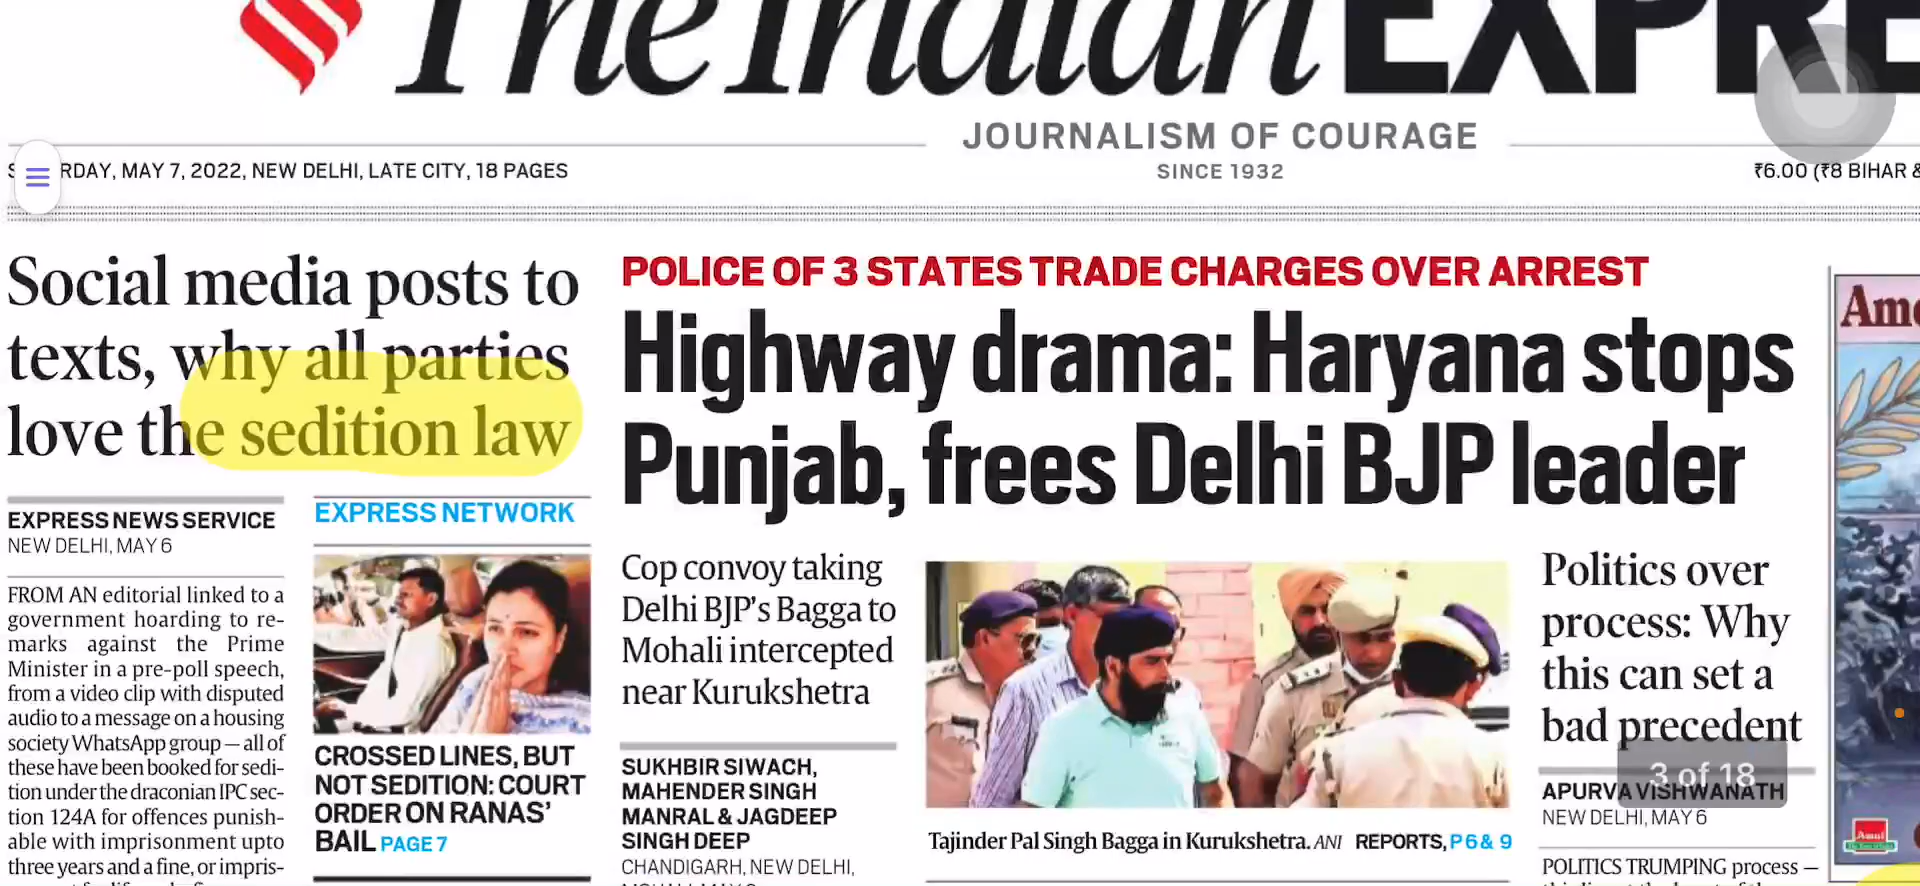 The Indian EXPRE
JOURNALISM OF COURAGE
SINCE 1932
RDAY, MAY 7, 2022, NEW DELHI, LATE CITY, 18 PAGES
₹6.00 (₹8 BIHAR &
Social media posts to
texts, why all parties
love the sedition law
EXPRESS NEWS SERVICE
NEW DELHI, MAY 6
FROM AN editorial linked to a
government hoarding to re-
marks against the Prime
Minister in a pre-poll speech,
from a video clip with disputed
audio to a message on a housing
society WhatsApp group — all of
these have been booked for sedi-
tion under the draconian IPC sec-
tion 124A for offences punish-
able with imprisonment upto
three years and a fine, or impris-
EXPRESS NETWORK
CROSSED LINES, BUT
NOT SEDITION: COURT
ORDER ON RANAS'
BAIL PAGE 7
POLICE OF 3 STATES TRADE CHARGES OVER ARREST
Highway drama: Haryana stops
Punjab, frees Delhi BJP leader
Cop convoy taking
Delhi BJP's Bagga to
Mohali intercepted
near Kurukshetra
SUKHBIR SIWACH,
MAHENDER SINGH
MANRAL & JAGDEEP
SINGH DEEP
CHANDIGARH, NEW DELHI,
Tajinder Pal Singh Bagga in Kurukshetra. ANI REPORTS, P 6 & 9
Politics over
process: Why
this can set a
bad precedent
3 of 18
APURVA VISHWANATH
NEW DELHI, MAY 6
POLITICS TRUMPING process —
Amu
Amul